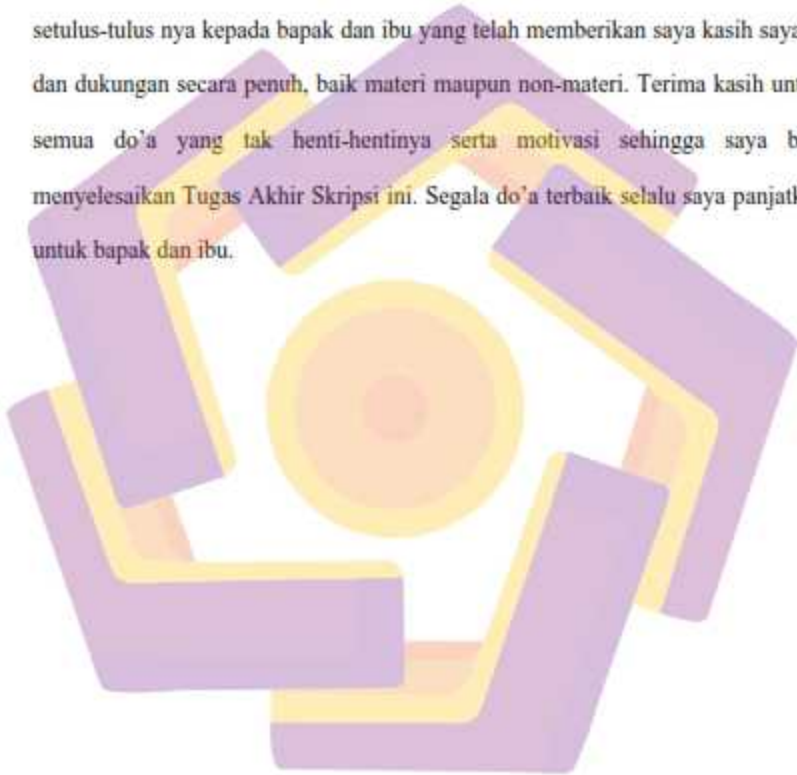 setulus-tulus nya kepada bapak dan ibu yang telah memberikan saya kasih saya
dan dukungan secara penuh, baik materi maupun non-materi. Terima kasih un
semua do'a yang tak henti-hentinya serta motivasi sehingga saya b
menyelesaikan Tugas Akhir Skripsi ini. Segala do'a terbaik selalu saya panjatk
untuk bapak dan ibu.